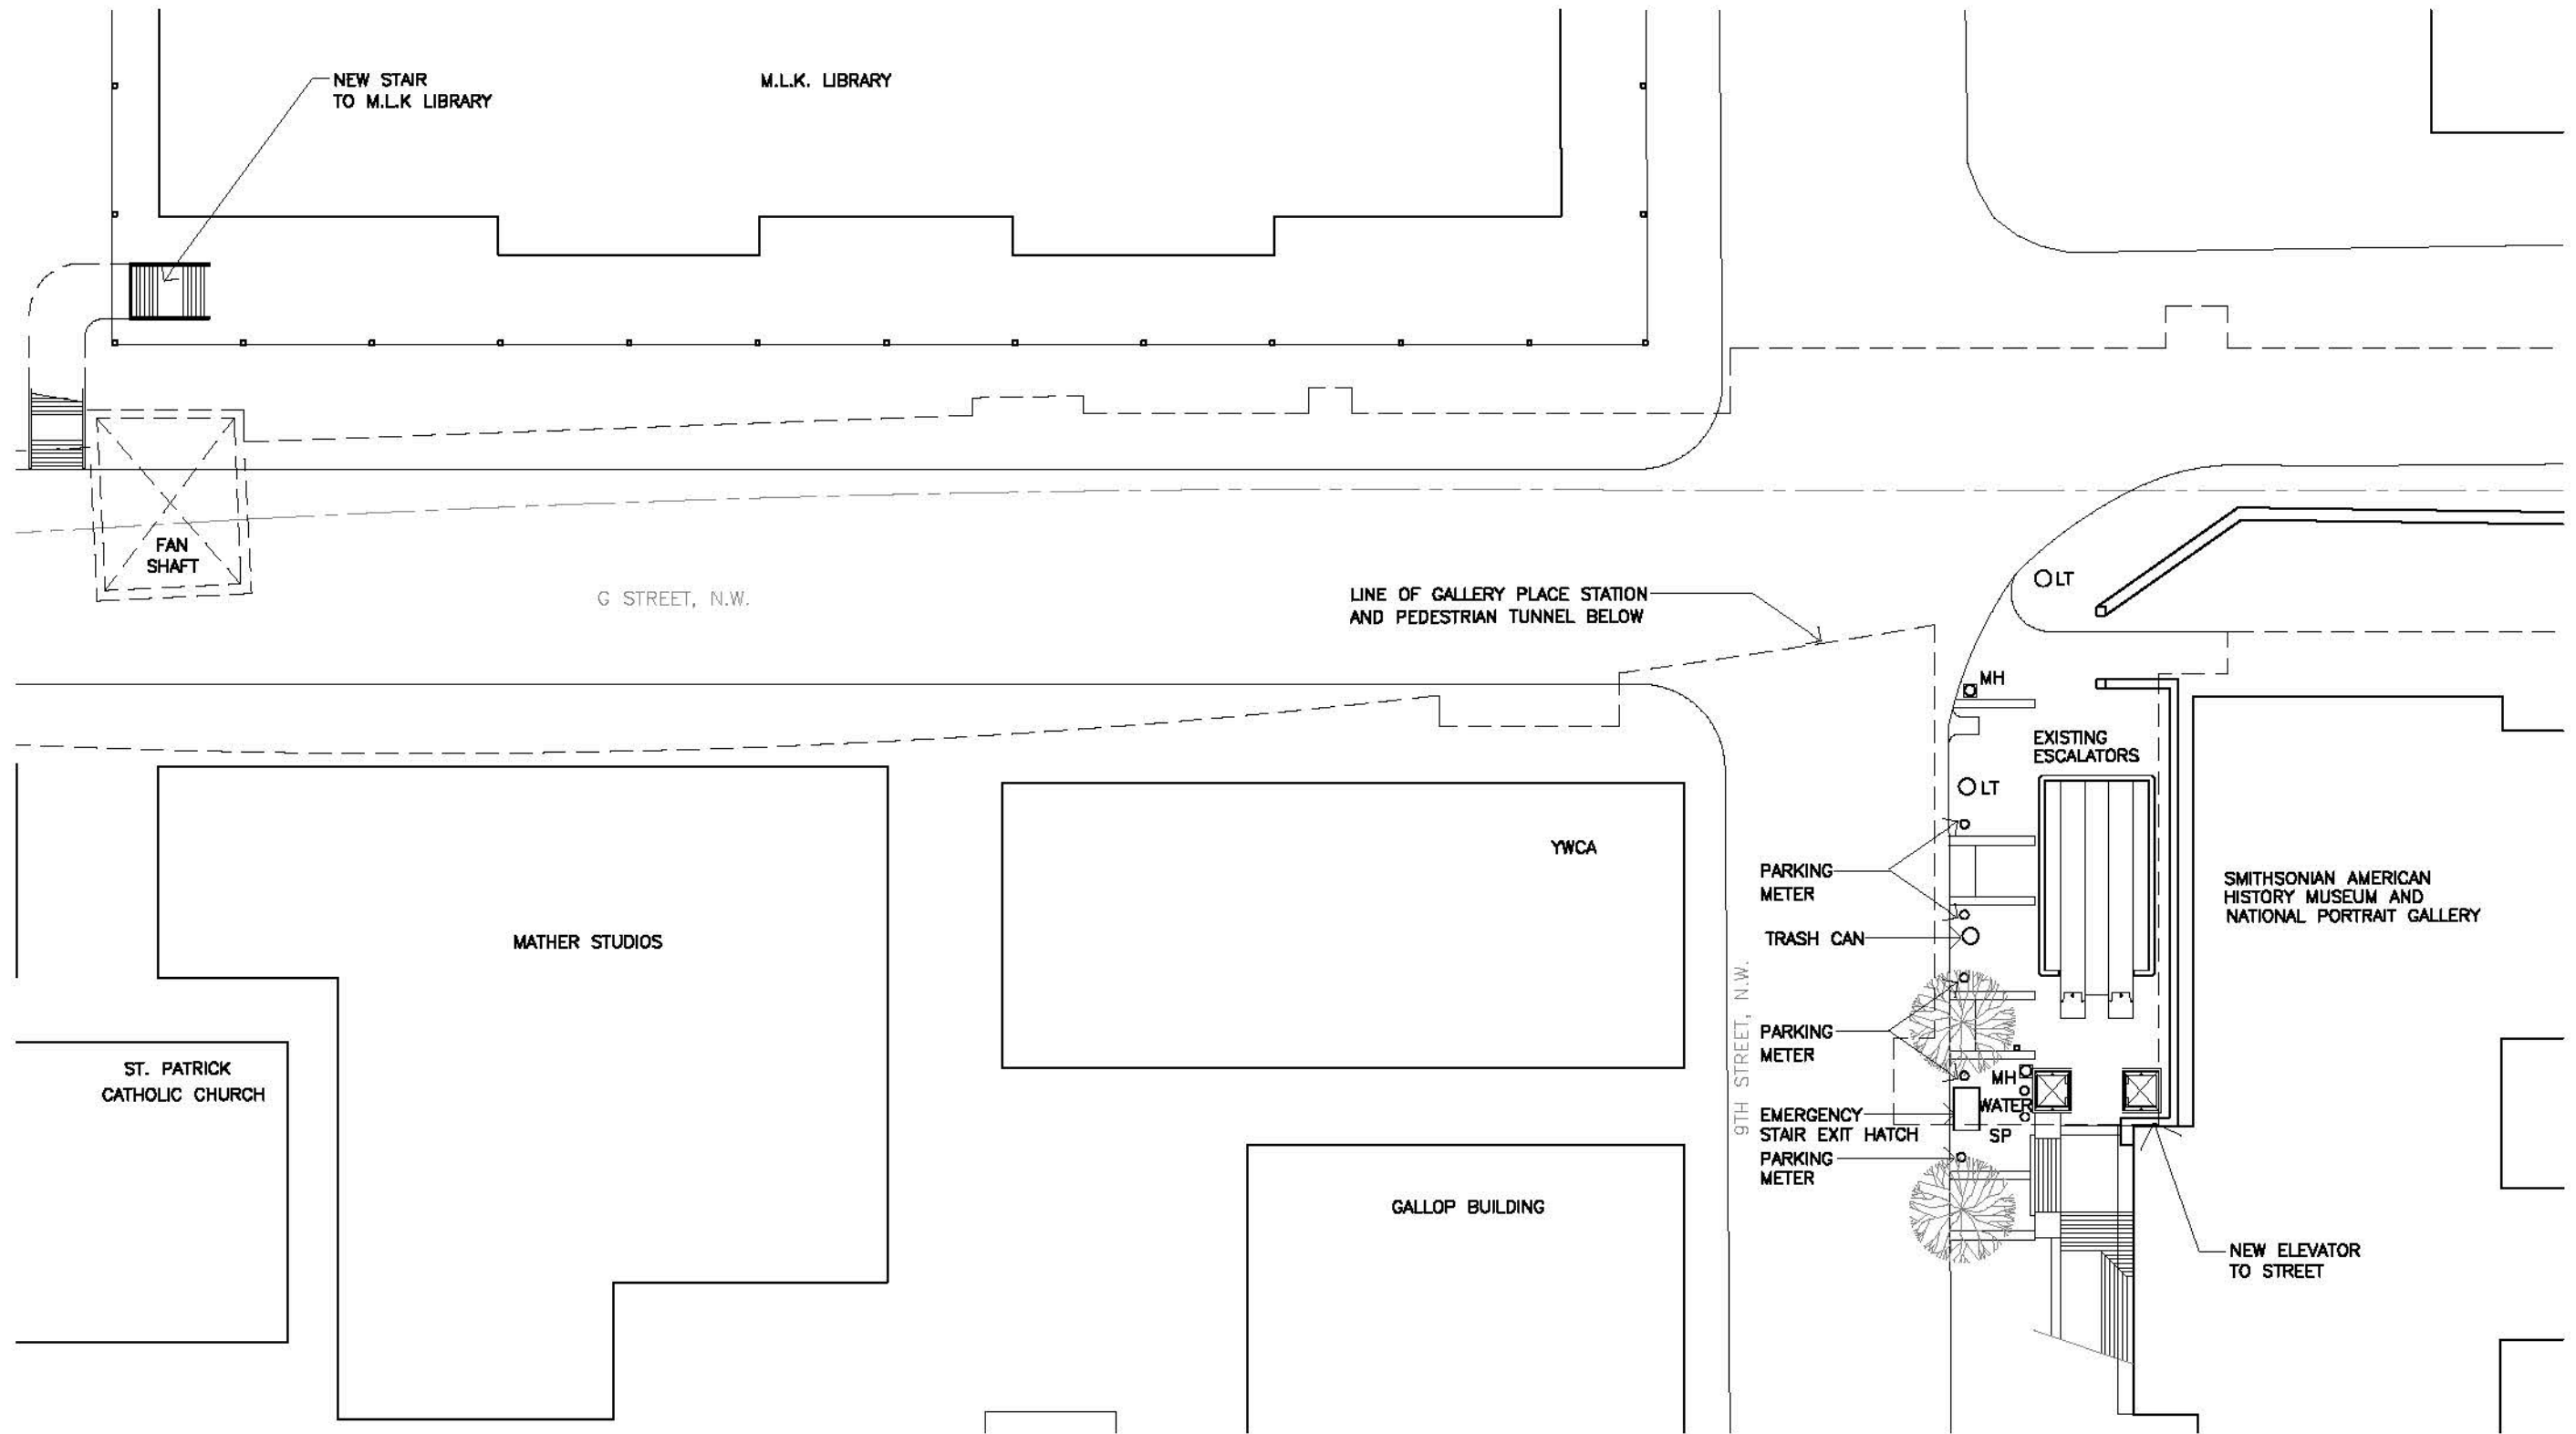 NEW STAIR
TO M.L.K LIBRARY
M.L.K. LIBRARY
FAN
SHAFT
G STREET, N.W.
LINE OF GALLERY PLACE STATION
AND PEDESTRIAN TUNNEL BELOW
LT
MH
EXISTING
ESCALATORS
LT
YWCA
PARKING
METER
SMITHSONIAN AMERICAN
HISTORY MUSEUM AND
NATIONAL PORTRAIT GALLERY
TRASH CAN
MATHER STUDIOS
9TH STREET, N.W.
PARKING
METER
ST. PATRICK
CATHOLIC CHURCH
MH
WATER
EMERGENCY
STAIR EXIT HATCH
SP
PARKING
METER
GALLOP BUILDING
NEW ELEVATOR
TO STREET